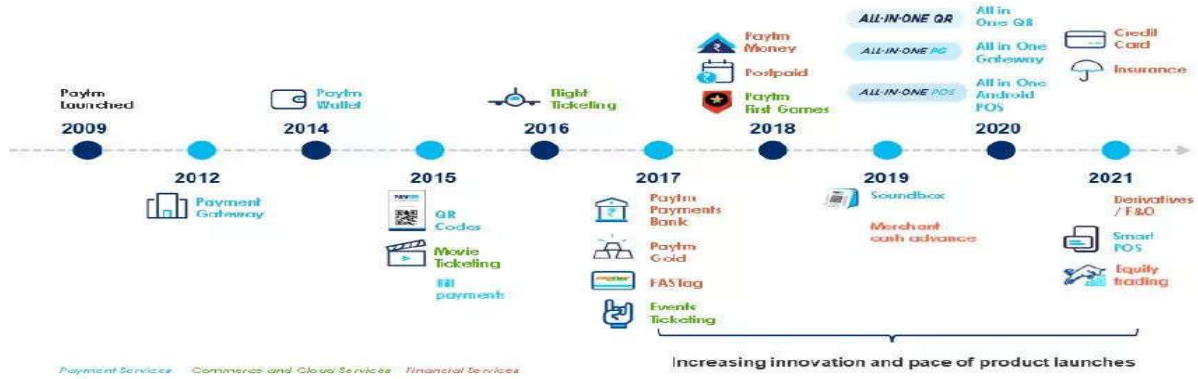 Paytm
Launched
2009
Payment
Gateway
2012
Paytm
Wallet
2014
2015
QR
Codes
Movie
Ticketing
Bill
payments
Flight
Ticketing
2016
2017
Paytm
Payments
Bank
Paytm
Gold
FASTag
Events
Ticketing
Paytm
Money
Postpaid
Paytm
First Games
2018
2019
Soundbox
Merchant
cash advance
ALL-IN-ONE QR
All in
One QR
ALL-IN-ONE PG
All in One
Gateway
ALL-IN-ONE POS
All in One
Android
POS
2020
Credit
Card
Insurance
2021
Derivatives
/ F&O
Smart
POS
Equity
trading
Increasing innovation and pace of product launches
Payment Services
Commerce and Cloud Services
Financial Services